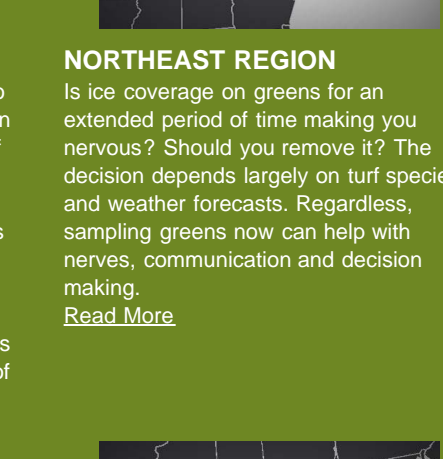 NORTHEAST REGION
Is ice coverage on greens for an
extended period of time making you
nervous? Should you remove it? The
decision depends largely on turf specie
and weather forecasts. Regardless,
sampling greens now can help with
nerves, communication and decision
making.
Read More